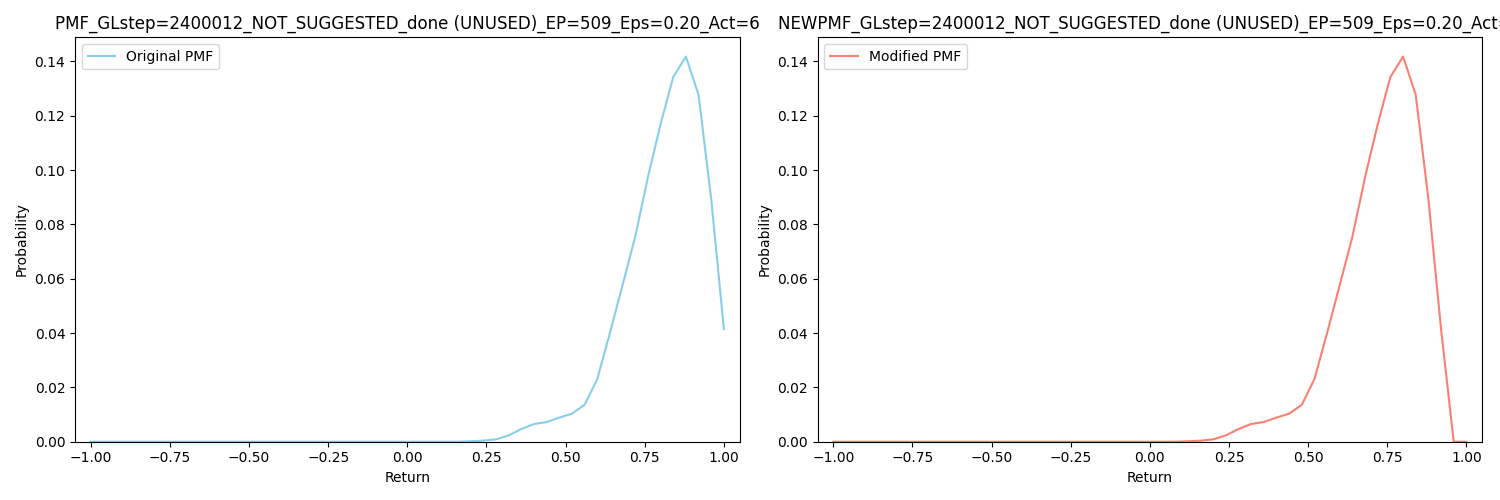 PMF_GLstep=2400012_NOT_SUGGESTED_done (UNUSED)_EP=509_Eps=0.20_Act=6
Original PMF
0.14
0.12
0.10
0.08
0.06
0.04
0.02
0.00
Probability
−1.00 −0.75 −0.50 −0.25 0.00 0.25 0.50 0.75 1.00
Return
NEWPMF_GLstep=2400012_NOT_SUGGESTED_done (UNUSED)_EP=509_Eps=0.20_Act=
Modified PMF
0.14
0.12
0.10
0.08
0.06
0.04
0.02
0.00
Probability
−1.00 −0.75 −0.50 −0.25 0.00 0.25 0.50 0.75 1.00
Return